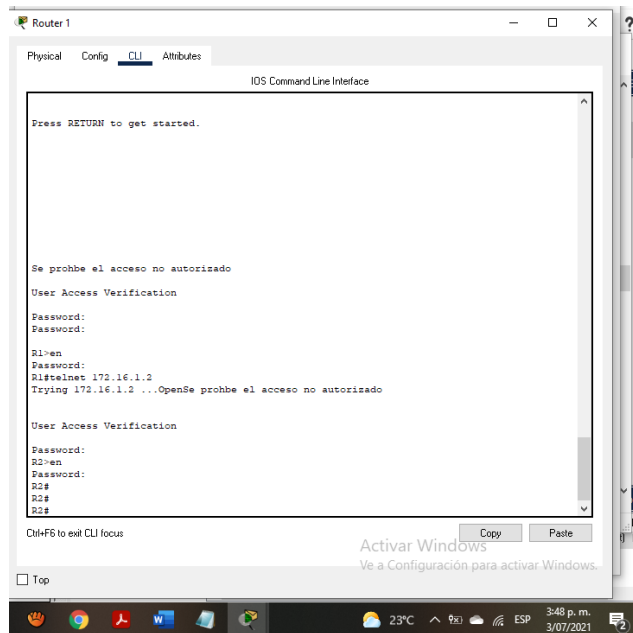 Router 1
?
Physical Config CLI Attributes
IOS Command Line Interface
Press RETURN to get started.
Se prohbe el acceso no autorizado
User Access Verification
Password:
Password:
R1>en
Password:
R1#telnet 172.16.1.2
Trying 172.16.1.2 ...OpenSe prohbe el acceso no autorizado
User Access Verification
Password:
R2>en
Password:
R2#
R2#
R2#
Ctrl+F6 to exit CLI focus
Copy Paste
Activar Windows
Ve a Configuración para activar Windows.
Top
23°C ESP 3:48 p. m.
3/07/2021
2